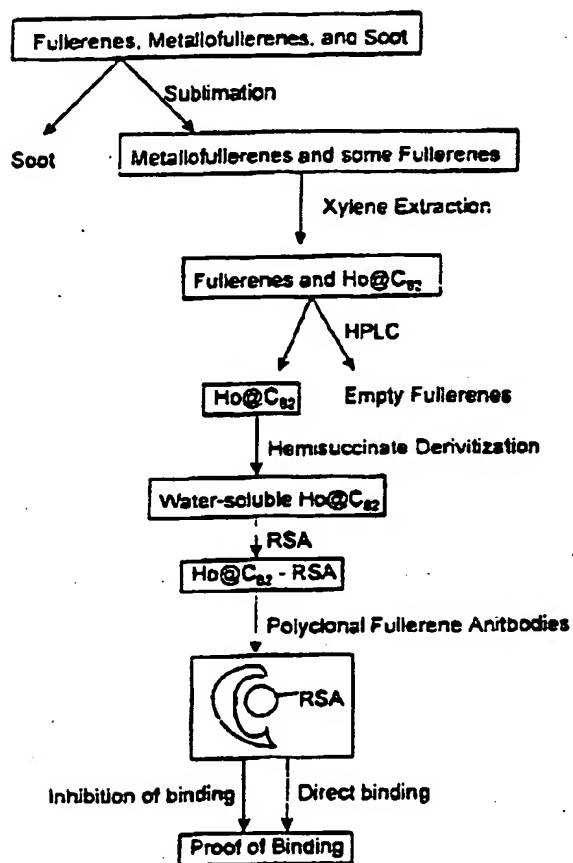 Fullerenes, Metallofullerenes, and Soot
Sublimation
Soot
Metallofullerenes and some Fullerenes
Xylene Extraction
Fullerenes and Ho@C₈₂
HPLC
Ho@C₈₂
Empty Fullerenes
Hemisuccinate Derivitization
Water-soluble Ho@C₈₂
RSA
Ho@C₈₂ - RSA
Polyclonal Fullerene Anitbodies
RSA
Inhibition of binding
Direct binding
Proof of Binding